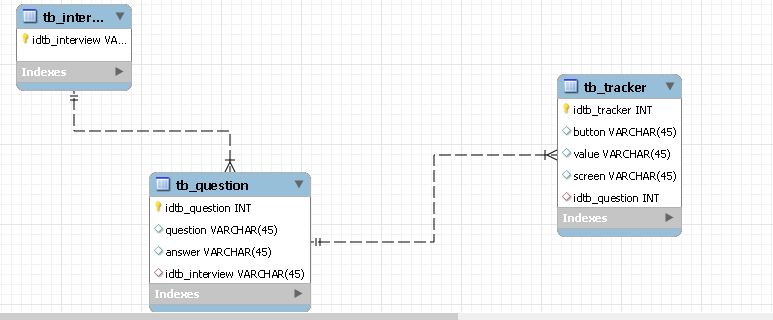 tb_inter...
idtb_interview VA...
Indexes
tb_question
idtb_question INT
question VARCHAR(45)
answer VARCHAR(45)
idtb_interview VARCHAR(45)
Indexes
tb_tracker
idtb_tracker INT
button VARCHAR(45)
value VARCHAR(45)
screen VARCHAR(45)
idtb_question INT
Indexes